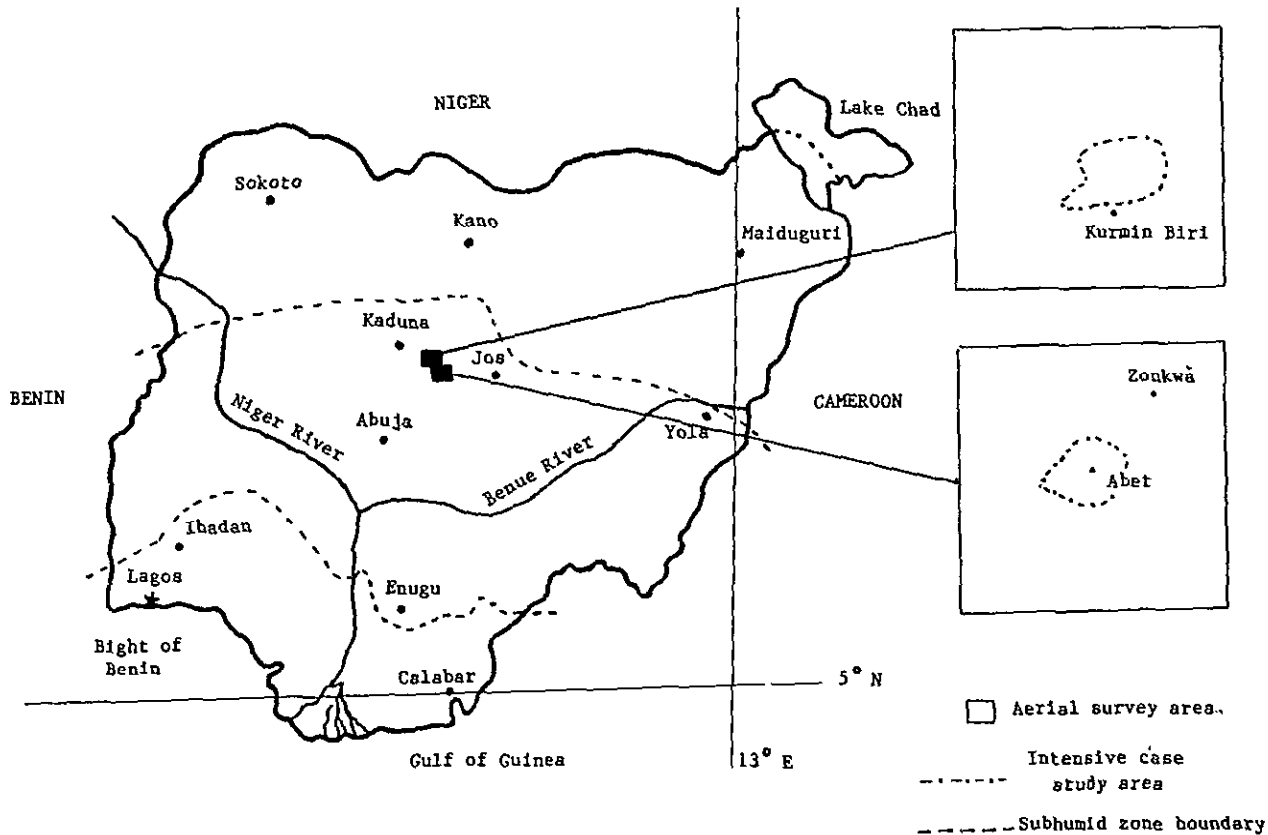 NIGER
Lake Chad
Sokoto
Kano
Maiduguri
Kurmin Biri
Kaduna
Jos
Zonkwa
BENIN
Niger River
Abuja
Benue River
Yola
CAMEROON
Abet
Ibadan
Lagos
Enugu
Bight of
Benin
Calabar
5° N
Gulf of Guinea
13° E
Aerial survey area
Intensive case
study area
Subhumid zone boundary